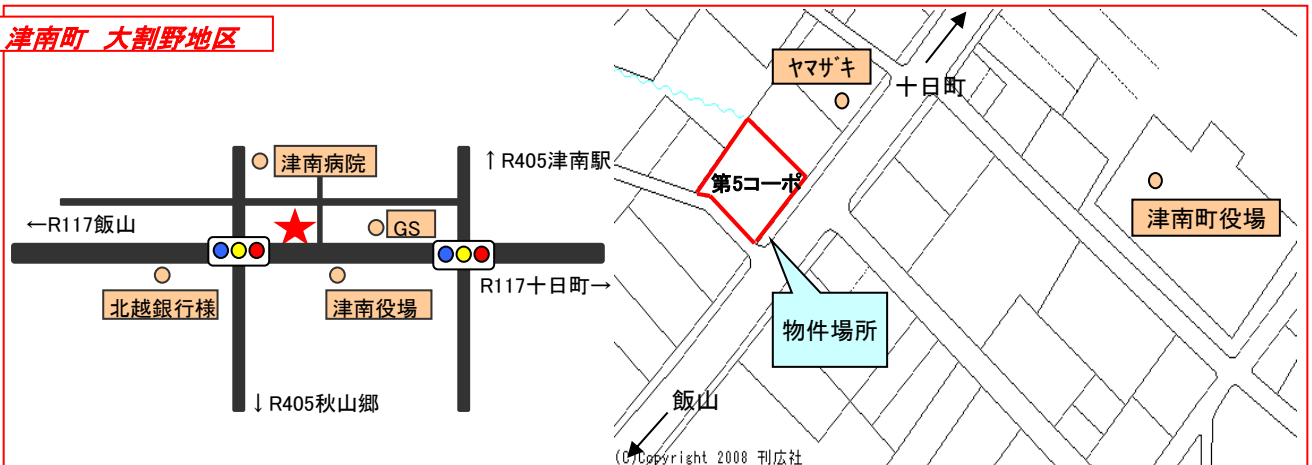 津南町 大割野地区
津南病院
↑R405津南駅
←R117飯山
GS
R117十日町→
北越銀行様
津南役場
↓R405秋山郷
ヤマザキ
十日町
第5コーポ
津南町役場
物件場所
飯山
(C)Copyright 2008 刊広社